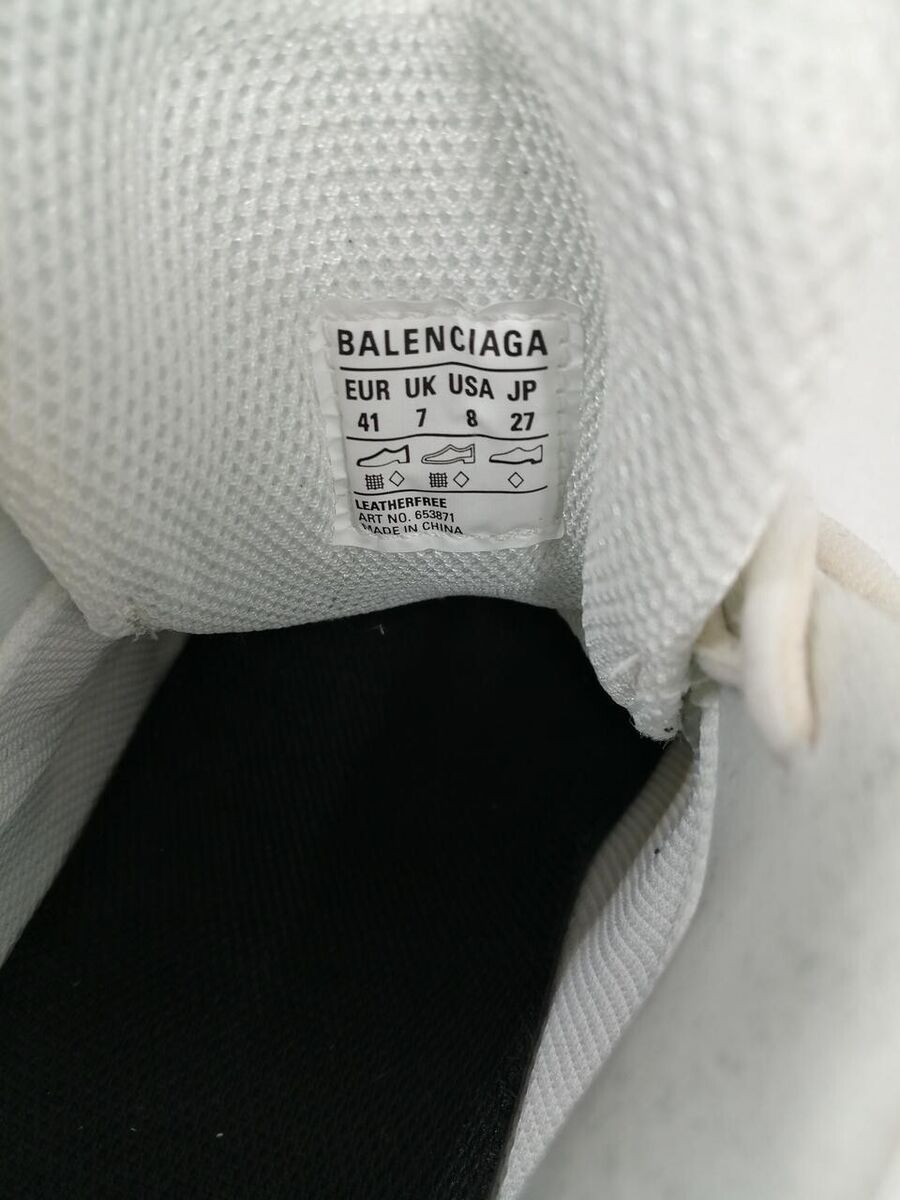 BALENCIAGA
EUR UK USA JP
41 7 8 27
LEATHERFREE
ART NO. 653871
MADE IN CHINA